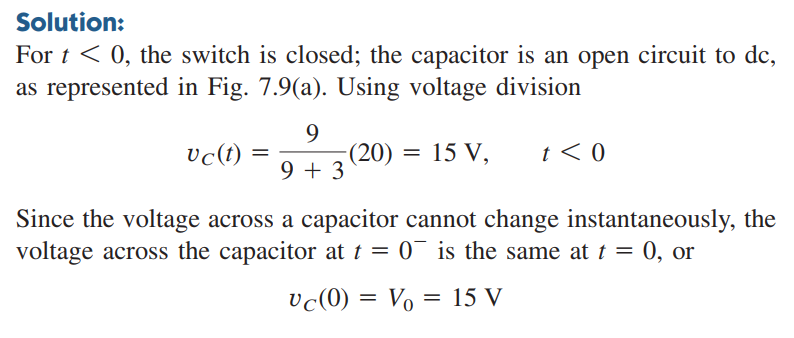 Solution:
For t < 0, the switch is closed; the capacitor is an open circuit to dc,
as represented in Fig. 7.9(a). Using voltage division
v_C(t) = \frac{9}{9 + 3}(20) = 15 V, t < 0
Since the voltage across a capacitor cannot change instantaneously, the
voltage across the capacitor at t = 0⁻ is the same at t = 0, or
v_C(0) = V₀ = 15 V